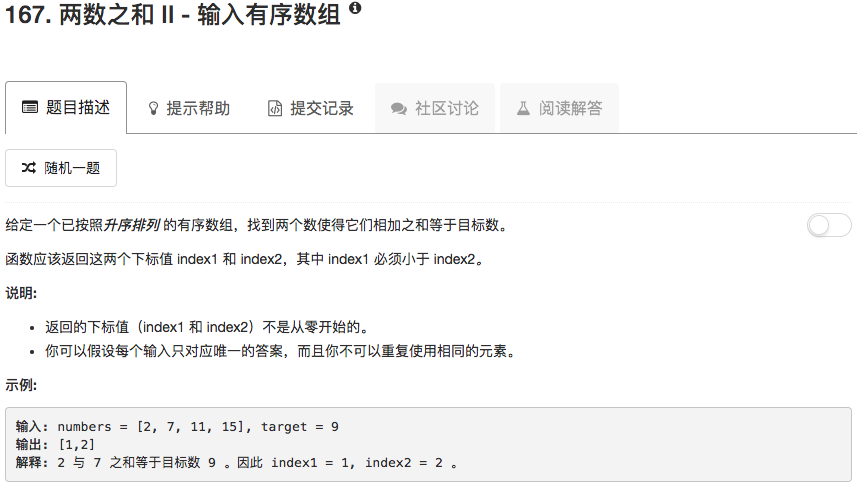 167. 两数之和 II - 输入有序数组
题目描述 提示帮助 提交记录 社区讨论 阅读解答
随机一题
给定一个已按照升序排列 的有序数组，找到两个数使得它们相加之和等于目标数。
函数应该返回这两个下标值 index1 和 index2，其中 index1 必须小于 index2。
说明:
• 返回的下标值（index1 和 index2）不是从零开始的。
• 你可以假设每个输入只对应唯一的答案，而且你不可以重复使用相同的元素。
示例:
输入: numbers = [2, 7, 11, 15], target = 9
输出: [1,2]
解释: 2 与 7 之和等于目标数 9 。因此 index1 = 1, index2 = 2 。